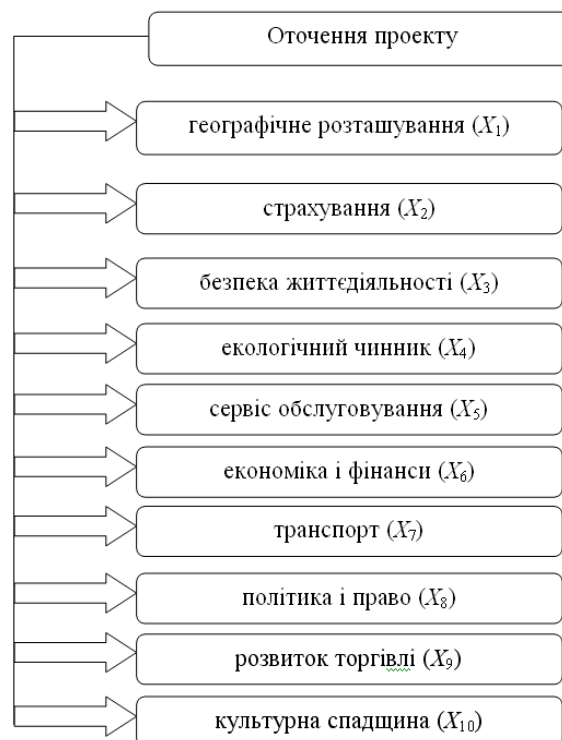 Оточення проекту
географічне розташування (X₁)
страхування (X₂)
безпека життєдіяльності (X₃)
екологічний чинник (X₄)
сервіс обслуговування (X₅)
економіка і фінанси (X₆)
транспорт (X₇)
політика і право (X₈)
розвиток торгівлі (X₉)
культурна спадщина (X₁₀)